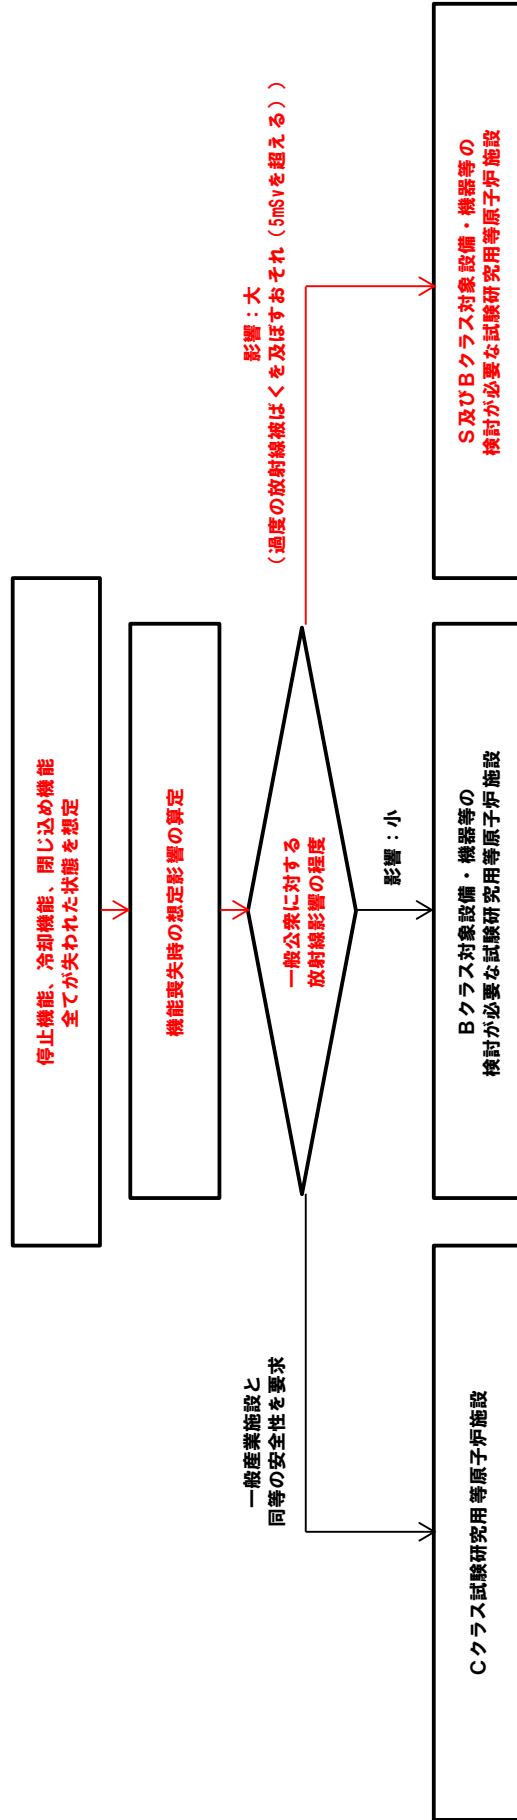 停止機能、冷却機能、閉じ込め機能
全てが失われた状態を想定
機能喪失時の想定影響の算定
一般公衆に対する
放射線影響の程度
一般産業施設と
同等の安全性を要求
影響：小
影響：大
（過度の放射線被ばくを及ぼすおそれ（5mSvを超える））
Ｃクラス試験研究用等原子炉施設
Ｂクラス対象設備・機器等の
検討が必要な試験研究用等原子炉施設
Ｓ及びＢクラス対象設備・機器等の
検討が必要な試験研究用等原子炉施設